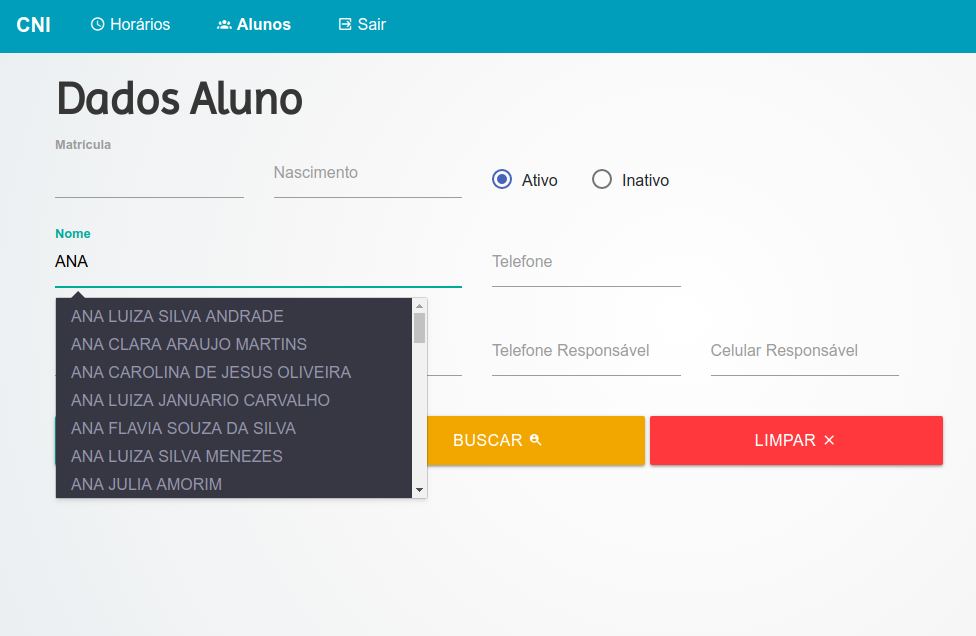 CNI Horários Alunos Sair
Dados Aluno
Matrícula
Nascimento
Ativo Inativo
Nome
ANA
Telefone
ANA LUIZA SILVA ANDRADE
ANA CLARA ARAUJO MARTINS
ANA CAROLINA DE JESUS OLIVEIRA
ANA LUIZA JANUARIO CARVALHO
ANA FLAVIA SOUZA DA SILVA
ANA LUIZA SILVA MENEZES
ANA JULIA AMORIM
Telefone Responsável Celular Responsável
BUSCAR LIMPAR